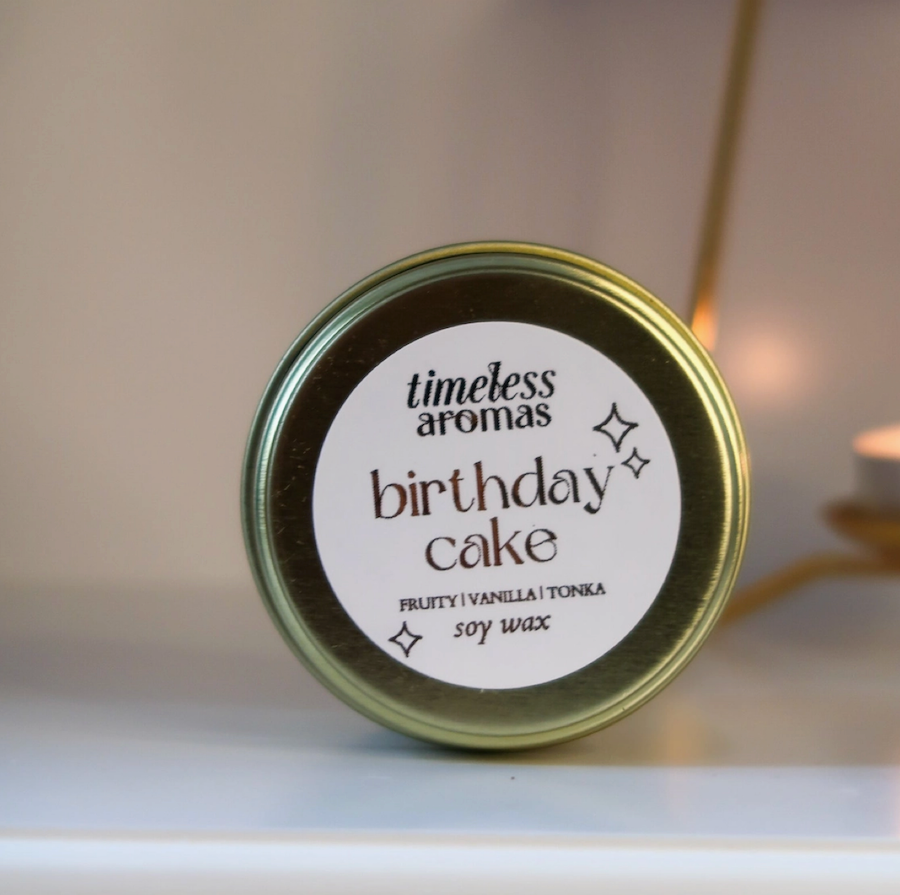 timeless
aromas
birthday
cake
FRUITY | VANILLA | TONKA
soy wax